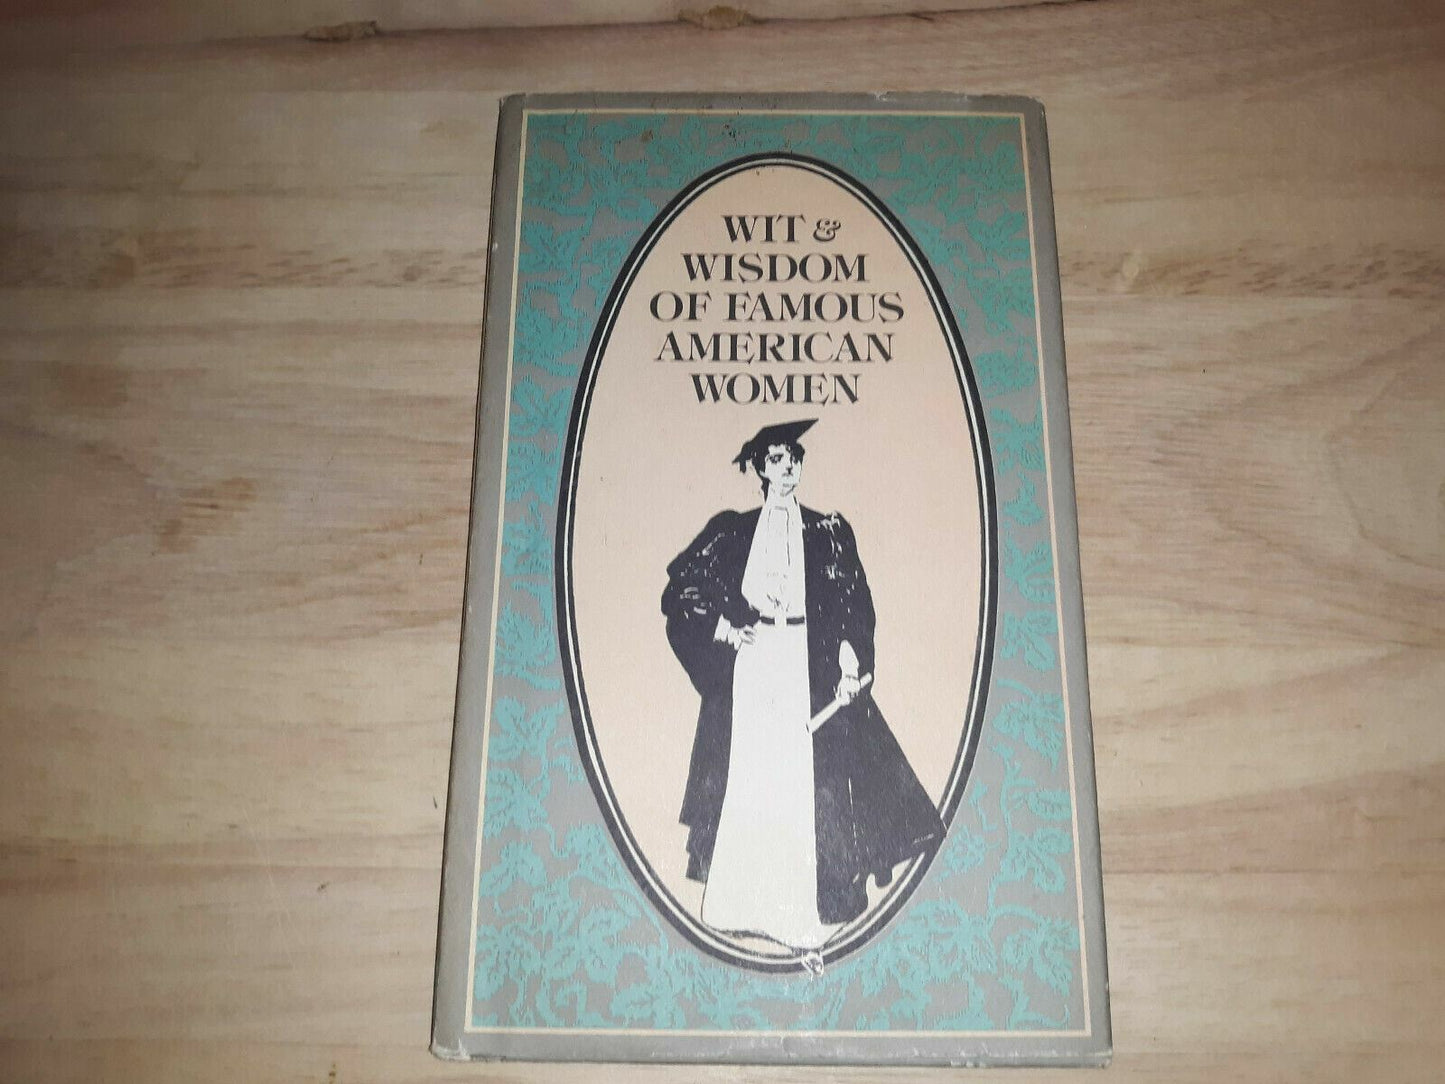 WIT &
WISDOM
OF FAMOUS
AMERICAN
WOMEN